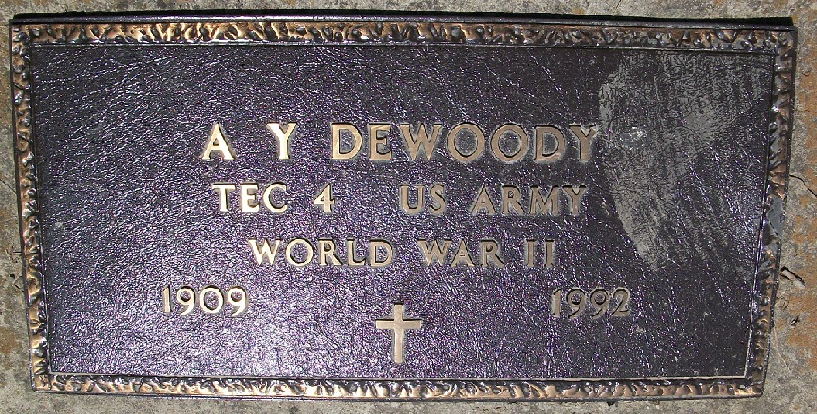 A Y DEWOODY
TEC 4 US ARMY
WORLD WAR II
1909 1992